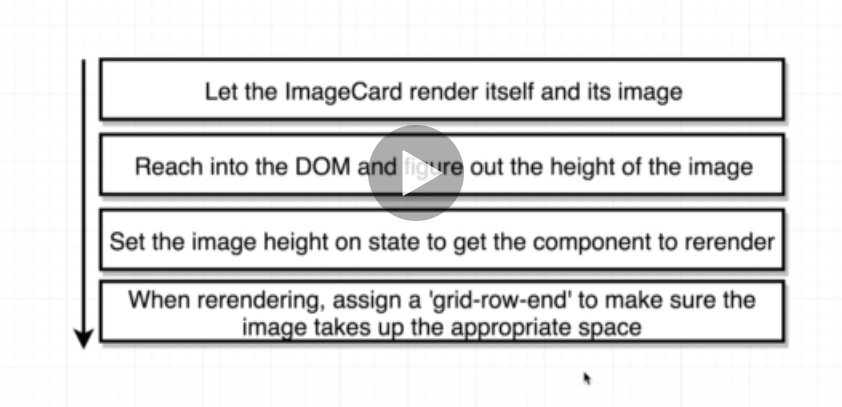 Let the ImageCard render itself and its image
Reach into the DOM and figure out the height of the image
Set the image height on state to get the component to rerender
When rerendering, assign a 'grid-row-end' to make sure the
image takes up the appropriate space